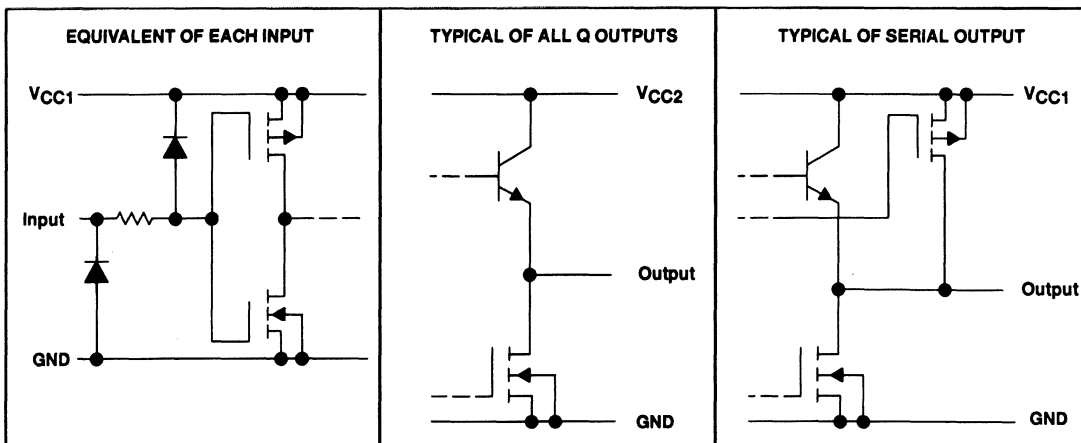 EQUIVALENT OF EACH INPUT
VCC1
Input
GND
TYPICAL OF ALL Q OUTPUTS
VCC2
Output
GND
TYPICAL OF SERIAL OUTPUT
VCC1
Output
GND